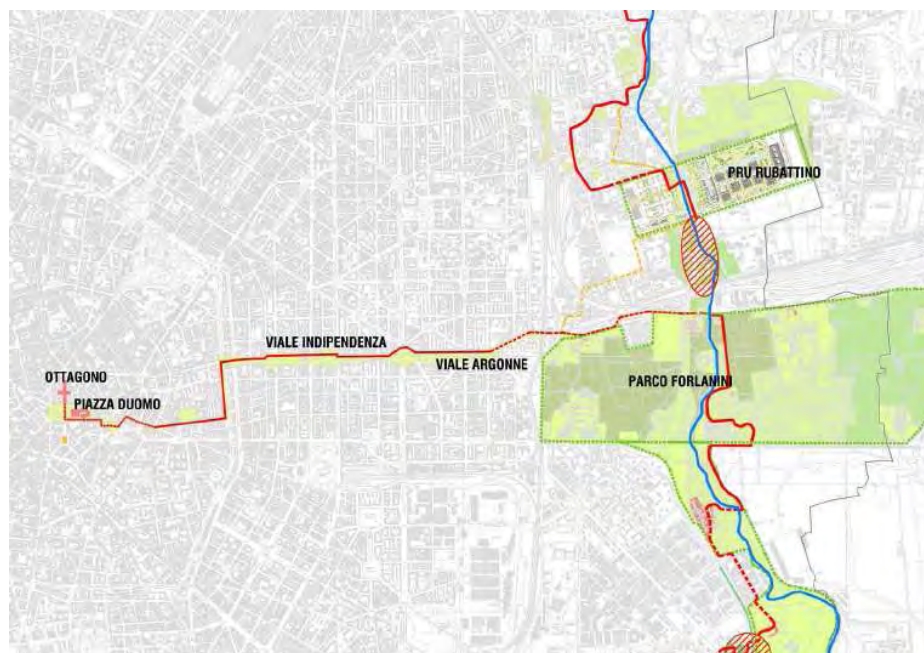 PRU RUBATTINO
VIALE INDIPENDENZA
VIALE ARGONNE
OTTAGONO
PARCO FORLANINI
PIAZZA DUOMO